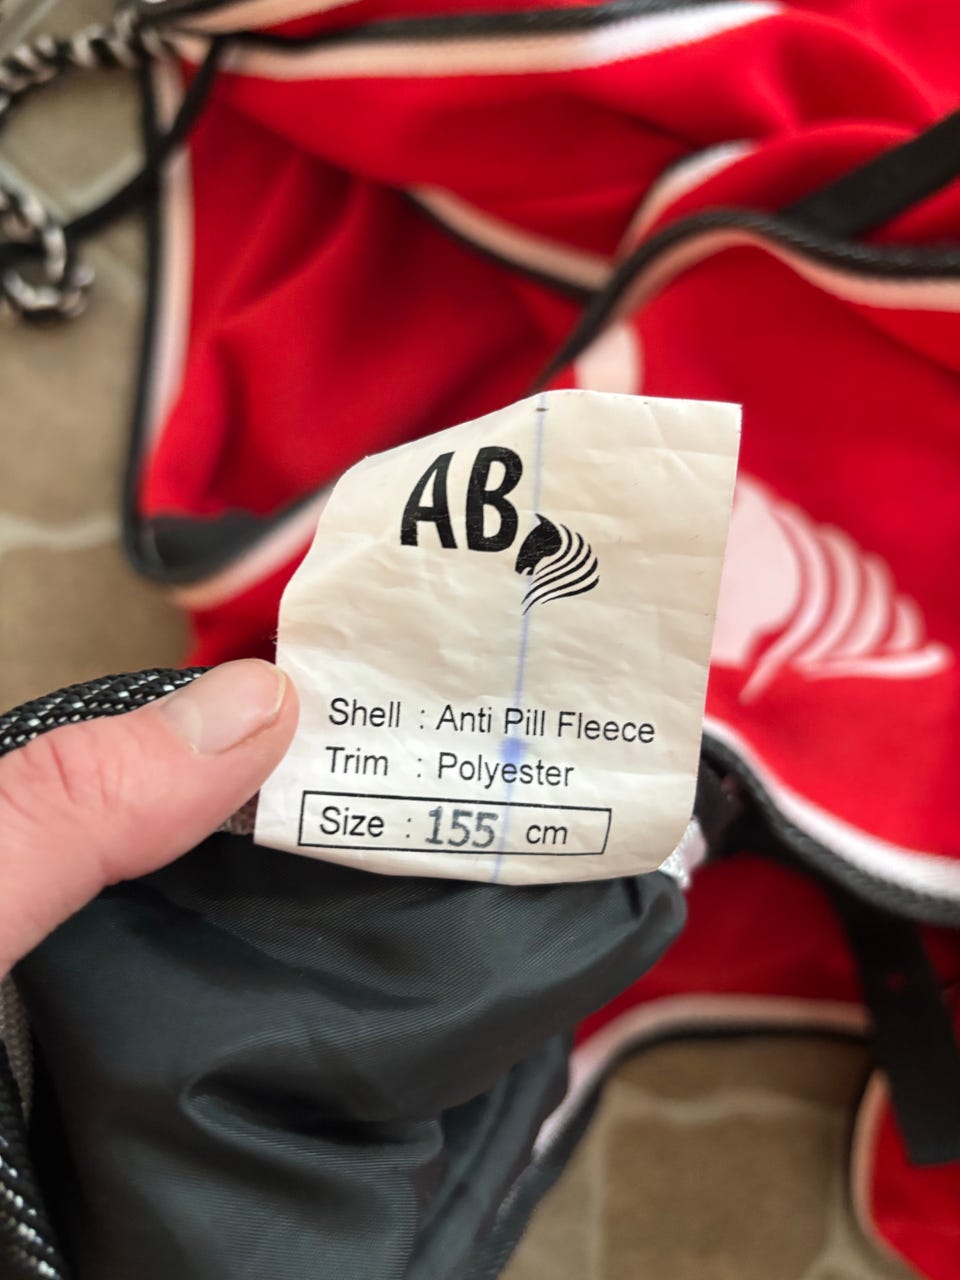 AB
Shell : Anti Pill Fleece
Trim : Polyester
Size : 155 cm